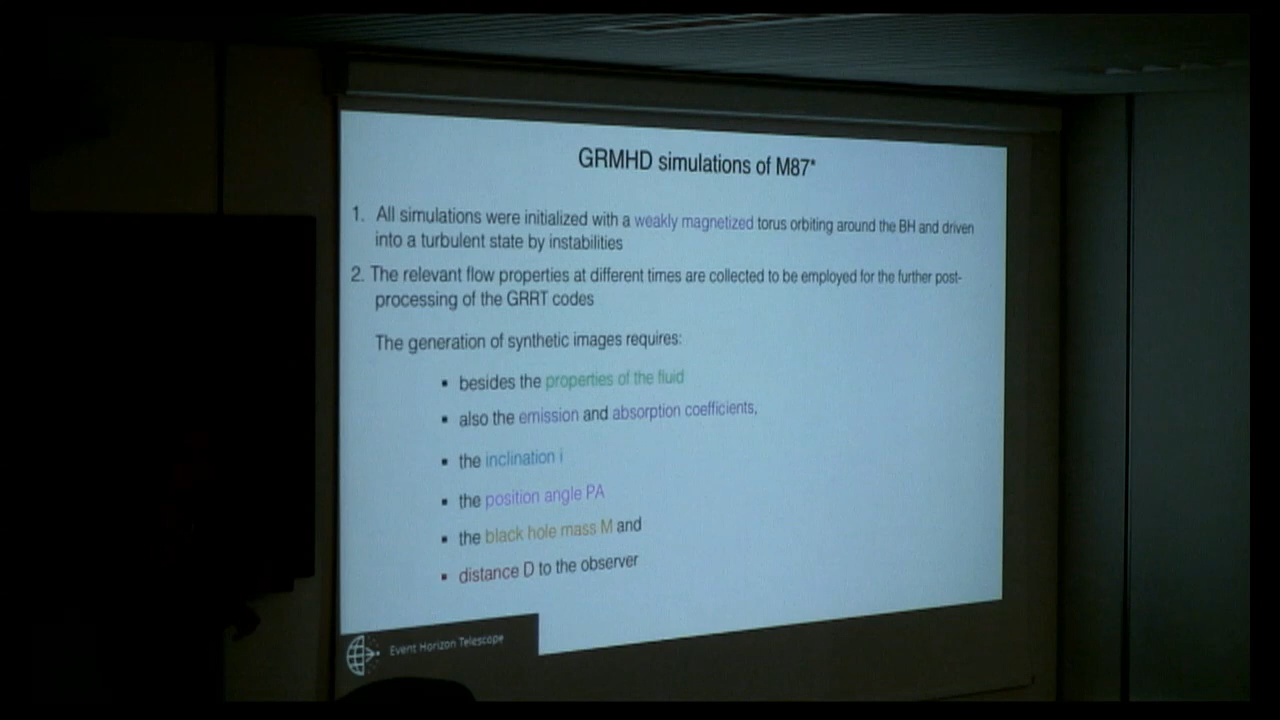 GRMHD simulations of M87*
1. All simulations were initialized with a weakly magnetized torus orbiting around the BH and driven
into a turbulent state by instabilities
2. The relevant flow properties at different times are collected to be employed for the further post-
processing of the GRRT codes
The generation of synthetic images requires:
▪ besides the properties of the fluid
▪ also the emission and absorption coefficients,
▪ the inclination i
▪ the position angle PA
▪ the black hole mass M and
▪ distance D to the observer
Event Horizon Telescope